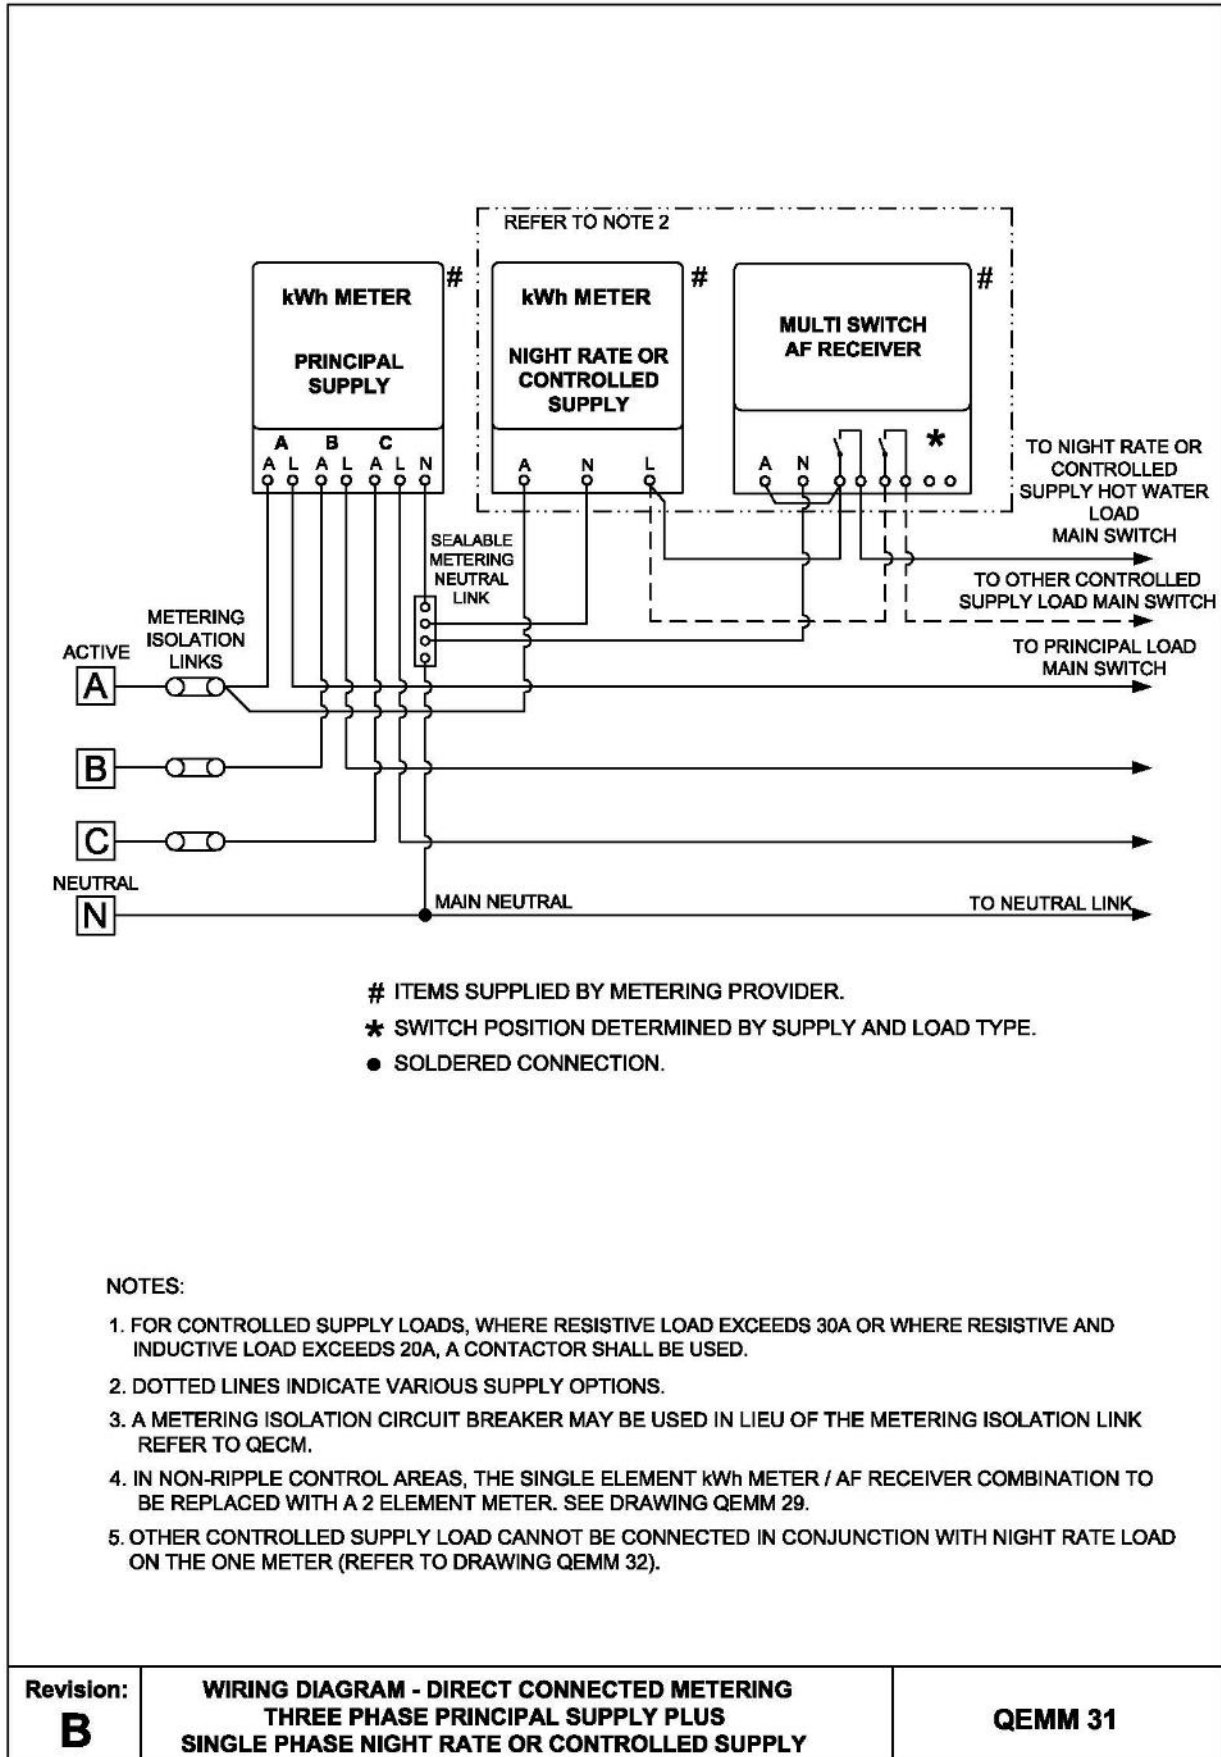 REFER TO NOTE 2
#
#
#
kWh METER
PRINCIPAL
SUPPLY
kWh METER
NIGHT RATE OR
CONTROLLED
SUPPLY
MULTI SWITCH
AF RECEIVER
A B C
A L A L A L N
A N L
A N
*
TO NIGHT RATE OR
CONTROLLED
SUPPLY HOT WATER
LOAD
MAIN SWITCH
SEALABLE
METERING
NEUTRAL
LINK
TO OTHER CONTROLLED
SUPPLY LOAD MAIN SWITCH
METERING
ISOLATION
LINKS
TO PRINCIPAL LOAD
MAIN SWITCH
ACTIVE
A
B
C
NEUTRAL
N
MAIN NEUTRAL
TO NEUTRAL LINK
# ITEMS SUPPLIED BY METERING PROVIDER.
* SWITCH POSITION DETERMINED BY SUPPLY AND LOAD TYPE.
● SOLDERED CONNECTION.
NOTES:
1. FOR CONTROLLED SUPPLY LOADS, WHERE RESISTIVE LOAD EXCEEDS 30A OR WHERE RESISTIVE AND
INDUCTIVE LOAD EXCEEDS 20A, A CONTACTOR SHALL BE USED.
2. DOTTED LINES INDICATE VARIOUS SUPPLY OPTIONS.
3. A METERING ISOLATION CIRCUIT BREAKER MAY BE USED IN LIEU OF THE METERING ISOLATION LINK
REFER TO QECM.
4. IN NON-RIPPLE CONTROL AREAS, THE SINGLE ELEMENT kWh METER / AF RECEIVER COMBINATION TO
BE REPLACED WITH A 2 ELEMENT METER. SEE DRAWING QEMM 29.
5. OTHER CONTROLLED SUPPLY LOAD CANNOT BE CONNECTED IN CONJUNCTION WITH NIGHT RATE LOAD
ON THE ONE METER (REFER TO DRAWING QEMM 32).
Revision:
B
WIRING DIAGRAM - DIRECT CONNECTED METERING
THREE PHASE PRINCIPAL SUPPLY PLUS
SINGLE PHASE NIGHT RATE OR CONTROLLED SUPPLY
QEMM 31